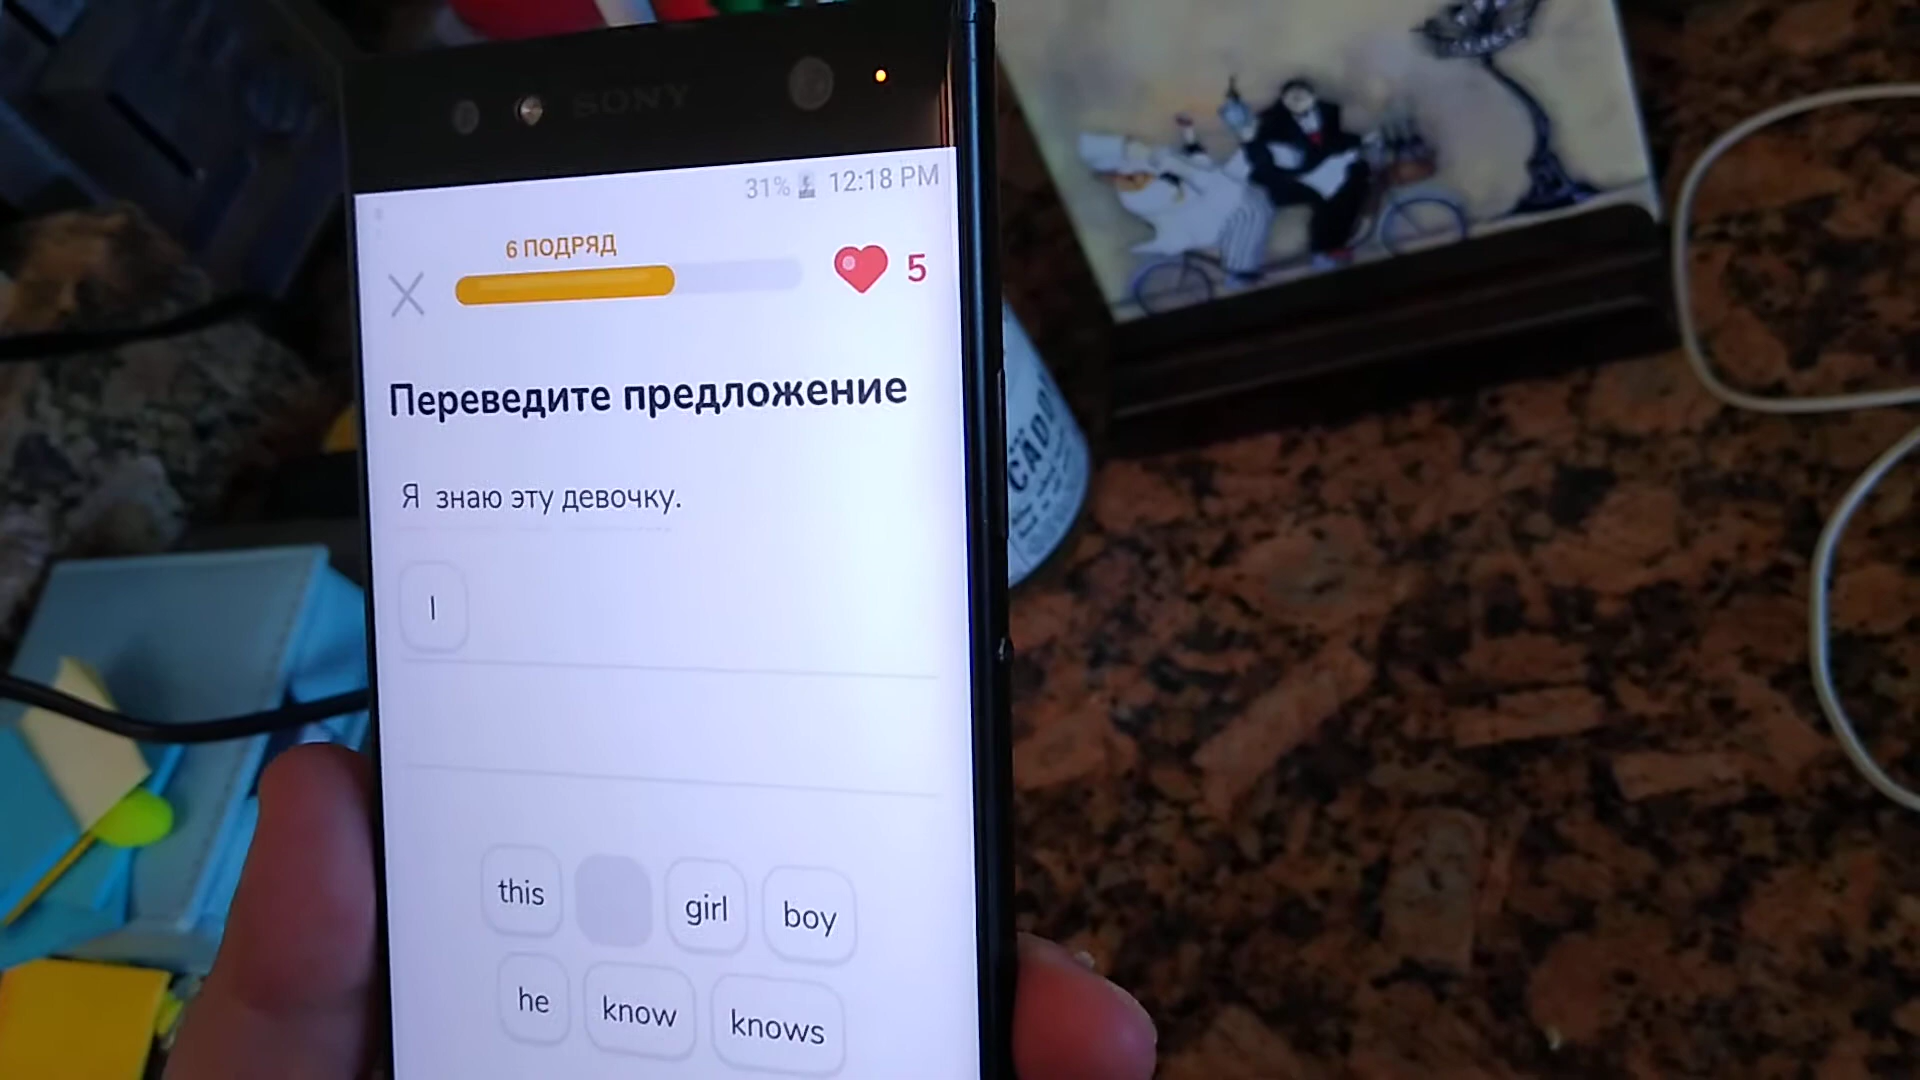 SONY
31% 12:18 PM
6 ПОДРЯД
5
Переведите предложение
Я знаю эту девочку.
I
this girl boy
he know knows
CADD